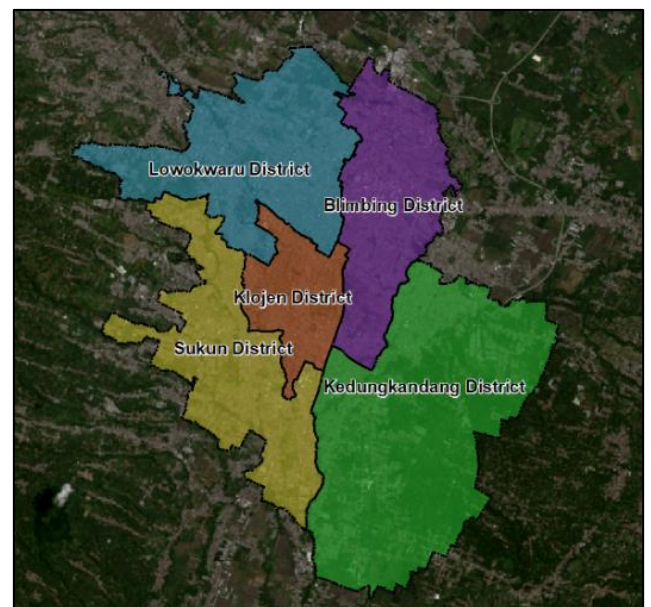 Lowokwaru District
Blimbing District
Klojen District
Sukun District
Kedungkandang District